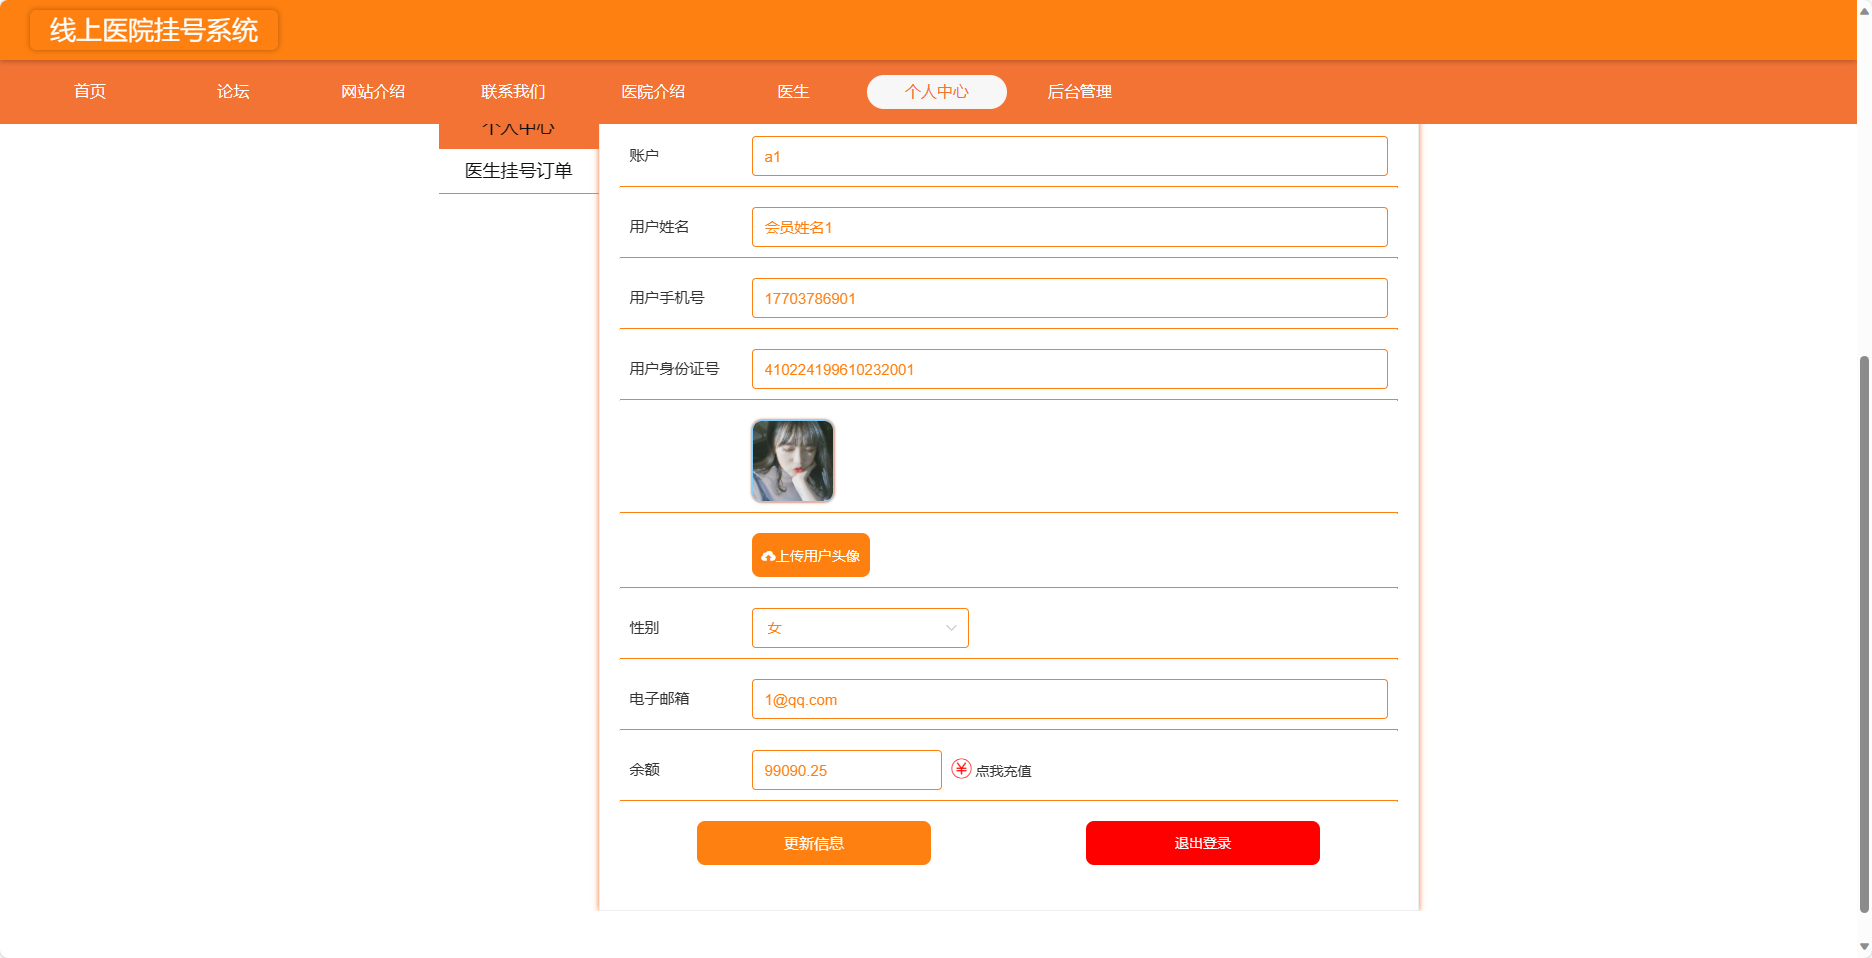 线上医院挂号系统
首页 论坛 网站介绍 联系我们 医院介绍 医生 个人中心 后台管理
个人中心
医生挂号订单
账户 a1
用户姓名 会员姓名1
用户手机号 17703786901
用户身份证号 410224199610232001
上传用户头像
性别 女
电子邮箱 1@qq.com
余额 99090.25 点我充值
更新信息 退出登录